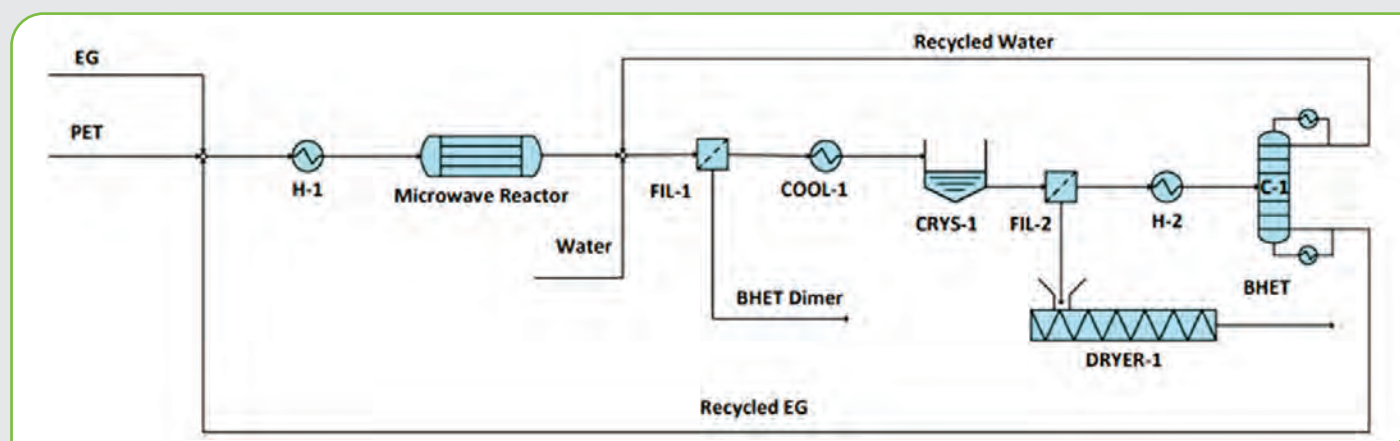 Recycled Water
EG
PET
H-1
Microwave Reactor
FIL-1
COOL-1
CRYS-1
FIL-2
H-2
C-1
Water
BHET Dimer
BHET
DRYER-1
Recycled EG